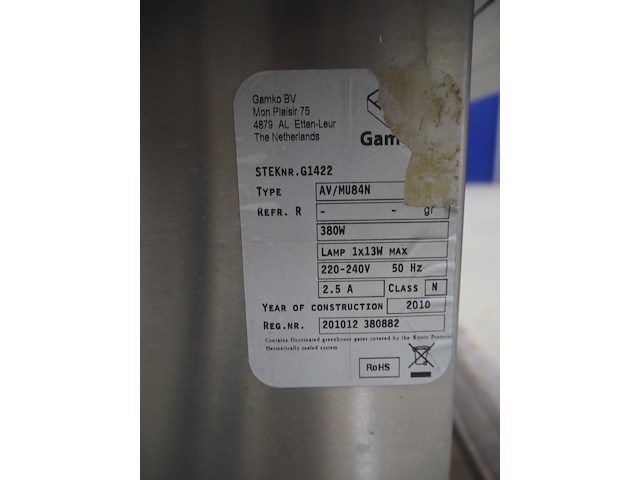 Gamko BV
Mon Plaisir 75
4879 AL Etten-Leur
The Netherlands
STEKnr.G1422
Type AV/MU84N
Refr. R - - gr
380W
Lamp 1x13W max
220-240V 50 Hz
2.5 A Class N
Year of construction 2010
Reg.nr. 201012 380882
Contains fluorinated greenhouse gases covered by the Kyoto
Hermetically sealed system
RoHS